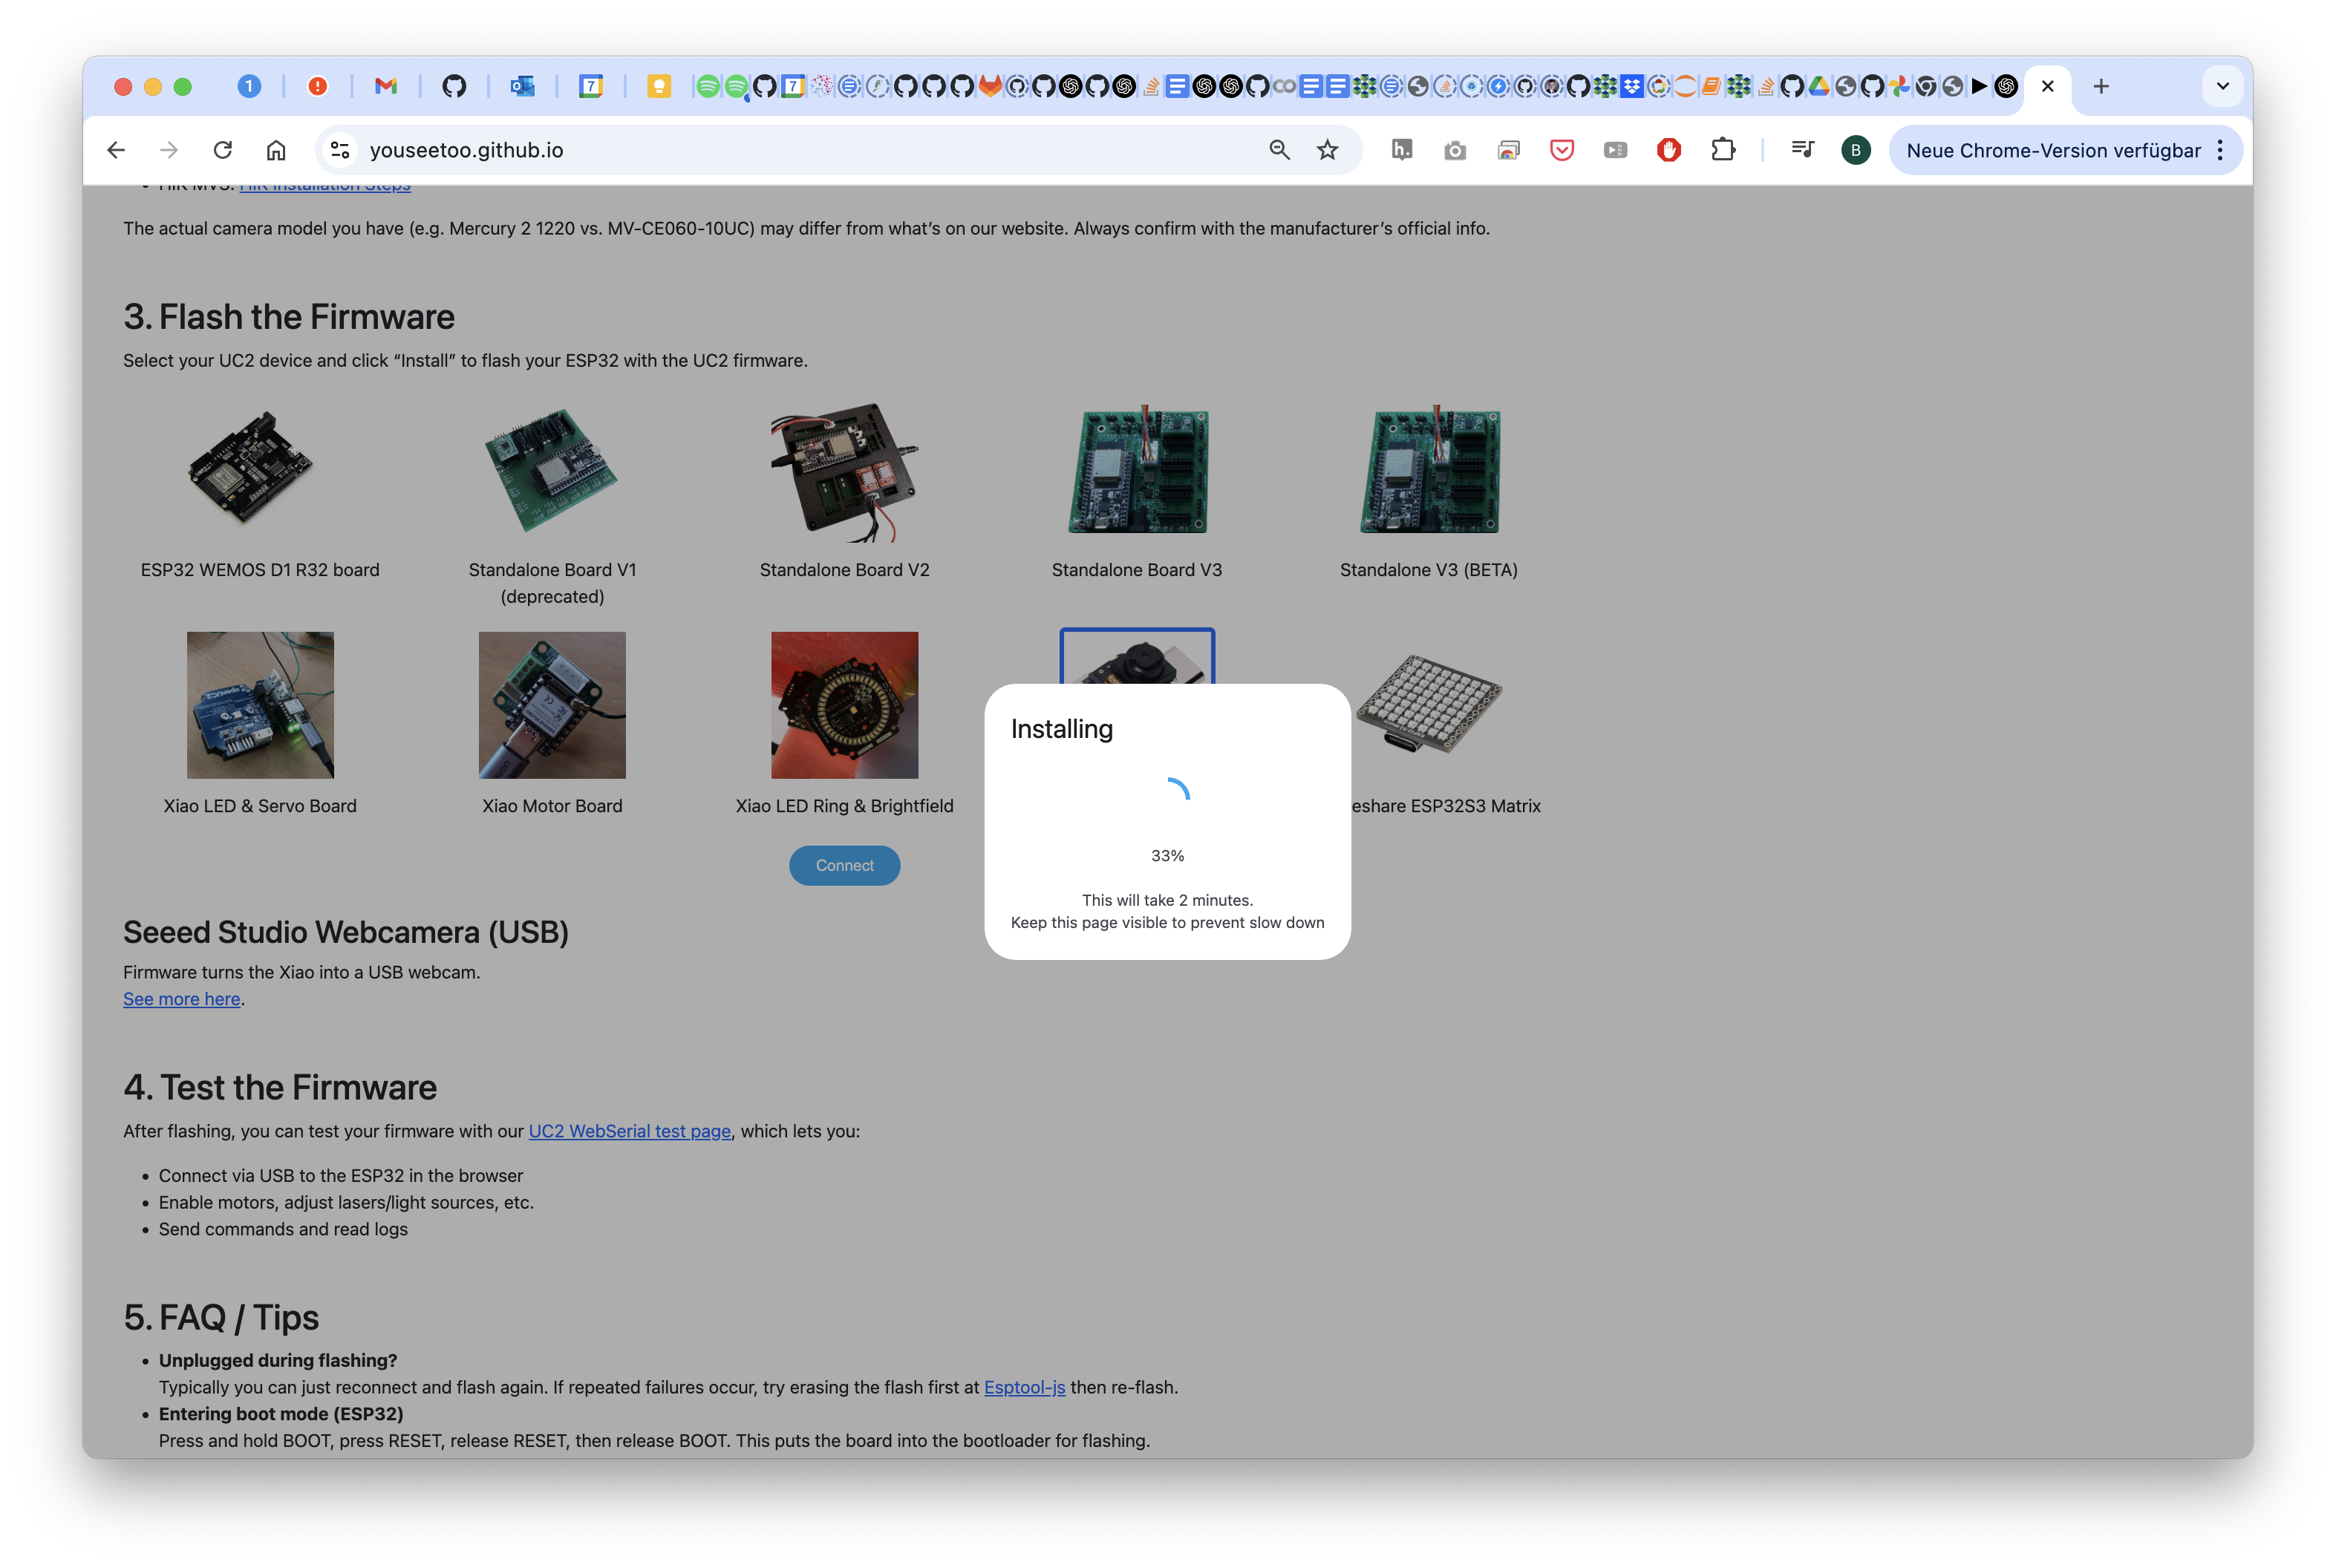 1
7
7
youseetoo.github.io
h.
B
Neue Chrome-Version verfügbar
HIK MVS: HIK Installation Steps
The actual camera model you have (e.g. Mercury 2 1220 vs. MV-CE060-10UC) may differ from what’s on our website. Always confirm with the manufacturer’s official info.
3. Flash the Firmware
Select your UC2 device and click “Install” to flash your ESP32 with the UC2 firmware.
ESP32 WEMOS D1 R32 board
Standalone Board V1
(deprecated)
Standalone Board V2
Standalone Board V3
Standalone V3 (BETA)
openUC2
Xiao LED & Servo Board
Xiao Motor Board
Xiao LED Ring & Brightfield
eshare ESP32S3 Matrix
Connect
Installing
33%
This will take 2 minutes.
Keep this page visible to prevent slow down
Seeed Studio Webcamera (USB)
Firmware turns the Xiao into a USB webcam.
See more here.
4. Test the Firmware
After flashing, you can test your firmware with our UC2 WebSerial test page, which lets you:
• Connect via USB to the ESP32 in the browser
• Enable motors, adjust lasers/light sources, etc.
• Send commands and read logs
5. FAQ / Tips
• Unplugged during flashing?
Typically you can just reconnect and flash again. If repeated failures occur, try erasing the flash first at Esptool-js then re-flash.
• Entering boot mode (ESP32)
Press and hold BOOT, press RESET, release RESET, then release BOOT. This puts the board into the bootloader for flashing.